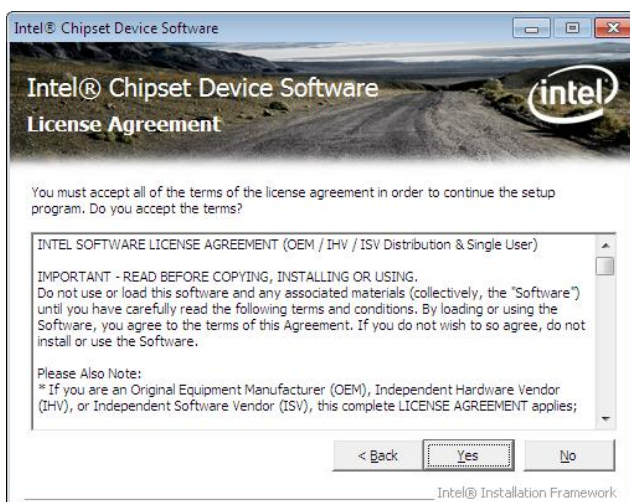 Intel® Chipset Device Software
Intel® Chipset Device Software
License Agreement
intel
You must accept all of the terms of the license agreement in order to continue the setup
program. Do you accept the terms?
INTEL SOFTWARE LICENSE AGREEMENT (OEM / IHV / ISV Distribution & Single User)
IMPORTANT - READ BEFORE COPYING, INSTALLING OR USING.
Do not use or load this software and any associated materials (collectively, the "Software")
until you have carefully read the following terms and conditions. By loading or using the
Software, you agree to the terms of this Agreement. If you do not wish to so agree, do not
install or use the Software.
Please Also Note:
* If you are an Original Equipment Manufacturer (OEM), Independent Hardware Vendor
(IHV), or Independent Software Vendor (ISV), this complete LICENSE AGREEMENT applies;
< Back Yes No
Intel® Installation Framework